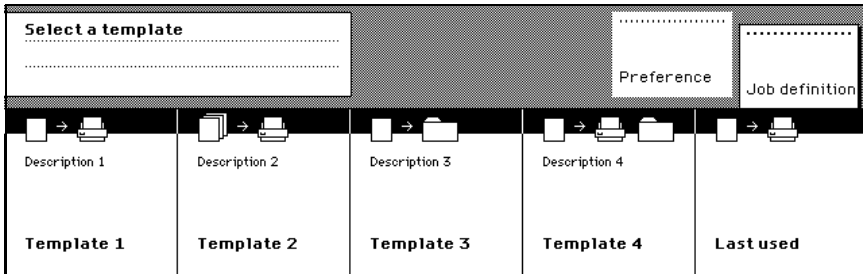 Select a template
Preference
Job definition
Description 1
Description 2
Description 3
Description 4
Template 1
Template 2
Template 3
Template 4
Last used